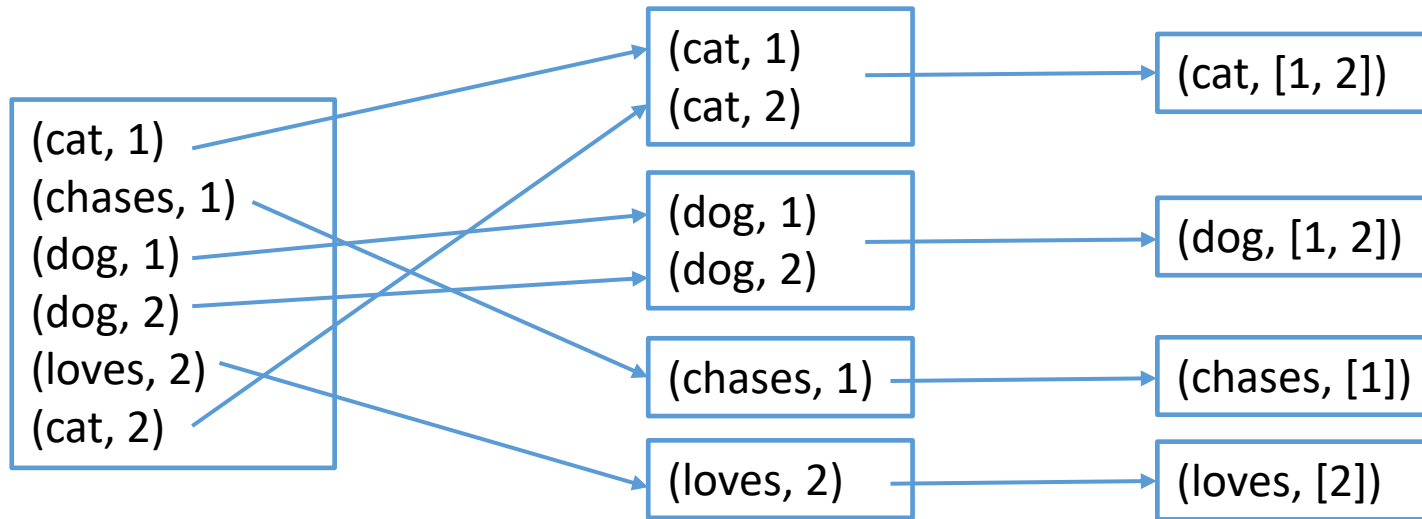 (cat, 1)
(chases, 1)
(dog, 1)
(dog, 2)
(loves, 2)
(cat, 2)
(cat, 1)
(cat, 2)
(dog, 1)
(dog, 2)
(chases, 1)
(loves, 2)
(cat, [1, 2])
(dog, [1, 2])
(chases, [1])
(loves, [2])